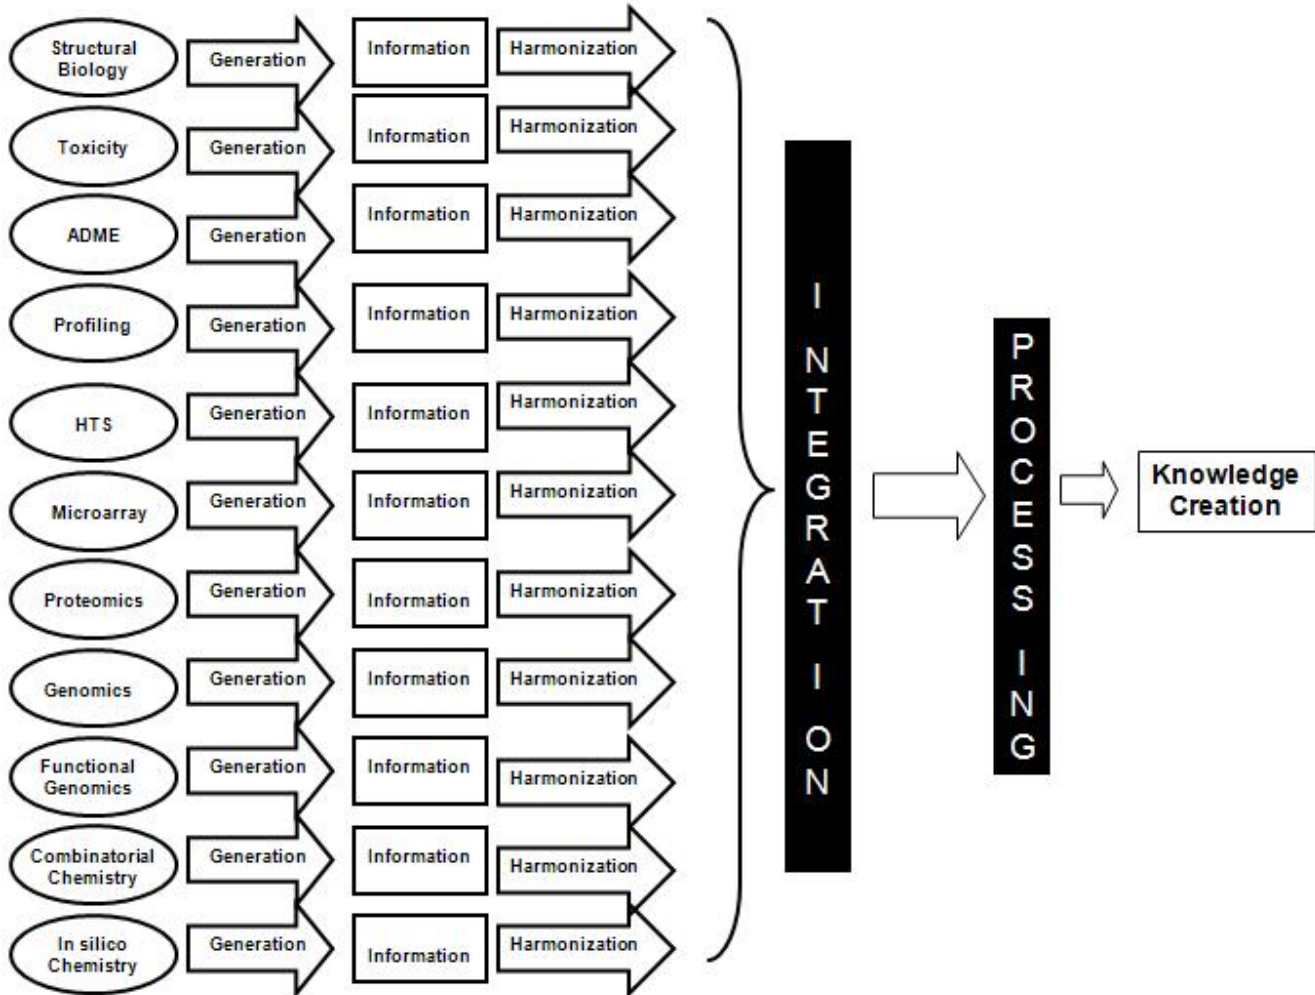 Structural
Biology
Generation
Information
Harmonization
Toxicity
Generation
Information
Harmonization
ADME
Generation
Information
Harmonization
Profiling
Generation
Information
Harmonization
HTS
Generation
Information
Harmonization
Microarray
Generation
Information
Harmonization
Proteomics
Generation
Information
Harmonization
Genomics
Generation
Information
Harmonization
Functional
Genomics
Generation
Information
Harmonization
Combinatorial
Chemistry
Generation
Information
Harmonization
In silico
Chemistry
Generation
Information
Harmonization
INTEGRATION
PROCESSING
Knowledge
Creation